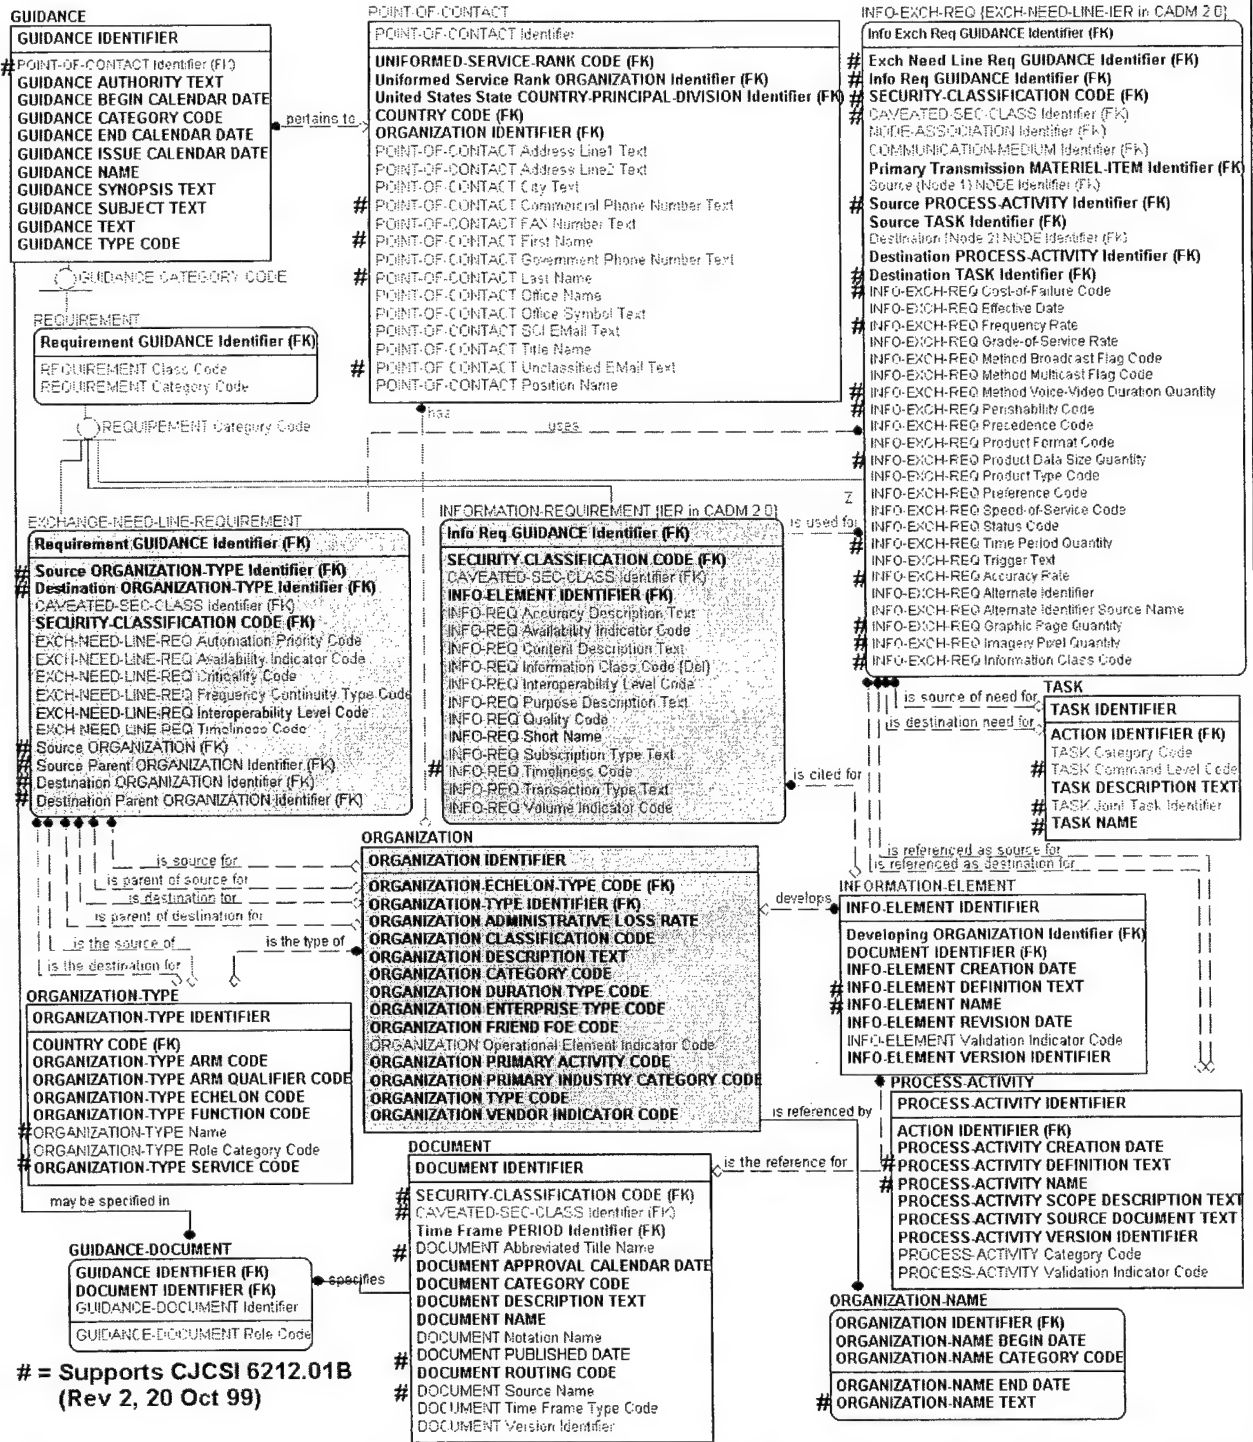 GUIDANCE
GUIDANCE IDENTIFIER
# POINT-OF-CONTACT Identifier (FK)
GUIDANCE AUTHORITY TEXT
GUIDANCE BEGIN CALENDAR DATE
GUIDANCE CATEGORY CODE
GUIDANCE END CALENDAR DATE
GUIDANCE ISSUE CALENDAR DATE
GUIDANCE NAME
GUIDANCE SYNOPSIS TEXT
GUIDANCE SUBJECT TEXT
GUIDANCE TEXT
GUIDANCE TYPE CODE
GUIDANCE CATEGORY CODE
pertains to
REQUIREMENT
Requirement GUIDANCE Identifier (FK)
REQUIREMENT Class Code
REQUIREMENT Category Code
REQUIREMENT Category Code
POINT-OF-CONTACT
POINT-OF-CONTACT Identifier
UNIFORMED-SERVICE-RANK CODE (FK)
Uniformed Service Rank ORGANIZATION Identifier (FK)
United States State COUNTRY-PRINCIPAL-DIVISION Identifier (FK)
COUNTRY CODE (FK)
ORGANIZATION IDENTIFIER (FK)
POINT-OF-CONTACT Address Line1 Text
POINT-OF-CONTACT Address Line2 Text
POINT-OF-CONTACT City Text
# POINT-OF-CONTACT Commercial Phone Number Text
POINT-OF-CONTACT FAX Number Text
# POINT-OF-CONTACT First Name
POINT-OF-CONTACT Government Phone Number Text
# POINT-OF-CONTACT Last Name
POINT-OF-CONTACT Office Name
POINT-OF-CONTACT Office Symbol Text
POINT-OF-CONTACT SCI EMail Text
POINT-OF-CONTACT Title Name
# POINT-OF CONTACT Unclassified EMail Text
POINT-OF-CONTACT Position Name
has
uses
INFO-EXCH-REQ {EXCH-NEED-LINE-IER in CADM 2.0}
Info Exch Req GUIDANCE Identifier (FK)
# Exch Need Line Req GUIDANCE Identifier (FK)
# Info Req GUIDANCE Identifier (FK)
# SECURITY-CLASSIFICATION CODE (FK)
# CAVEATED-SEC-CLASS Identifier (FK)
NODE-ASSOCIATION Identifier (FK)
COMMUNICATION-MEDIUM Identifier (FK)
Primary Transmission MATERIEL-ITEM Identifier (FK)
Source (Node 1) NODE Identifier (FK)
# Source PROCESS-ACTIVITY Identifier (FK)
Source TASK Identifier (FK)
Destination (Node 2) NODE Identifier (FK)
Destination PROCESS-ACTIVITY Identifier (FK)
# Destination TASK Identifier (FK)
# INFO-EXCH-REQ Cost-of-Failure Code
INFO-EXCH-REQ Effective Date
# INFO-EXCH-REQ Frequency Rate
INFO-EXCH-REQ Grade-of-Service Rate
INFO-EXCH-REQ Method Broadcast Flag Code
INFO-EXCH-REQ Method Multicast Flag Code
# INFO-EXCH-REQ Method Voice-Video Duration Quantity
# INFO-EXCH-REQ Perishability Code
INFO-EXCH-REQ Precedence Code
INFO-EXCH-REQ Product Format Code
# INFO-EXCH-REQ Product Data Size Quantity
INFO-EXCH-REQ Product Type Code
INFO-EXCH-REQ Preference Code
INFO-EXCH-REQ Speed-of-Service Code
INFO-EXCH-REQ Status Code
# INFO-EXCH-REQ Time Period Quantity
INFO-EXCH-REQ Trigger Text
# INFO-EXCH-REQ Accuracy Rate
INFO-EXCH-REQ Alternate Identifier
INFO-EXCH-REQ Alternate Identifier Source Name
# INFO-EXCH-REQ Graphic Page Quantity
# INFO-EXCH-REQ Imagery Pixel Quantity
# INFO-EXCH-REQ Information Class Code
Z
is used for
EXCHANGE-NEED-LINE-REQUIREMENT
Requirement GUIDANCE Identifier (FK)
# Source ORGANIZATION-TYPE Identifier (FK)
# Destination ORGANIZATION-TYPE Identifier (FK)
CAVEATED-SEC-CLASS Identifier (FK)
SECURITY-CLASSIFICATION CODE (FK)
EXCH-NEED-LINE-REQ Automation Priority Code
EXCH-NEED-LINE-REQ Availability Indicator Code
EXCH-NEED-LINE-REQ Criticality Code
EXCH-NEED-LINE-REQ Frequency Continuity Type Code
EXCH-NEED-LINE-REQ Interoperability Level Code
EXCH-NEED-LINE-REQ Timeliness Code
# Source ORGANIZATION (FK)
# Source Parent ORGANIZATION Identifier (FK)
# Destination ORGANIZATION Identifier (FK)
# Destination Parent ORGANIZATION Identifier (FK)
INFORMATION-REQUIREMENT {IER in CADM 2.0}
Info Req GUIDANCE Identifier (FK)
SECURITY-CLASSIFICATION CODE (FK)
CAVEATED-SEC-CLASS Identifier (FK)
INFO-ELEMENT IDENTIFIER (FK)
INFO-REQ Accuracy Description Text
INFO-REQ Availability Indicator Code
INFO-REQ Content Description Text
INFO-REQ Information Class Code (Del)
INFO-REQ Interoperability Level Code
INFO-REQ Purpose Description Text
INFO-REQ Quality Code
INFO-REQ Short Name
INFO-REQ Subscription Type Text
# INFO-REQ Timeliness Code
INFO-REQ Transaction Type Text
INFO-REQ Volume Indicator Code
is cited for
is source of need for
is destination need for
TASK
TASK IDENTIFIER
ACTION IDENTIFIER (FK)
TASK Category Code
# TASK Command Level Code
TASK DESCRIPTION TEXT
# TASK Joint Task Identifier
# TASK NAME
is referenced as source for
is referenced as destination for
is source for
is parent of source for
is destination for
is parent of destination for
is the source of
is the destination for
is the type of
ORGANIZATION
ORGANIZATION IDENTIFIER
ORGANIZATION-ECHELON-TYPE CODE (FK)
ORGANIZATION-TYPE IDENTIFIER (FK)
ORGANIZATION ADMINISTRATIVE LOSS RATE
ORGANIZATION CLASSIFICATION CODE
ORGANIZATION DESCRIPTION TEXT
ORGANIZATION CATEGORY CODE
ORGANIZATION DURATION TYPE CODE
ORGANIZATION ENTERPRISE TYPE CODE
ORGANIZATION FRIEND FOE CODE
ORGANIZATION Operational Element Indicator Code
ORGANIZATION PRIMARY ACTIVITY CODE
ORGANIZATION PRIMARY INDUSTRY CATEGORY CODE
ORGANIZATION TYPE CODE
ORGANIZATION VENDOR INDICATOR CODE
develops
INFORMATION-ELEMENT
INFO-ELEMENT IDENTIFIER
Developing ORGANIZATION Identifier (FK)
DOCUMENT IDENTIFIER (FK)
INFO-ELEMENT CREATION DATE
# INFO-ELEMENT DEFINITION TEXT
# INFO-ELEMENT NAME
INFO-ELEMENT REVISION DATE
INFO-ELEMENT Validation Indicator Code
INFO-ELEMENT VERSION IDENTIFIER
ORGANIZATION-TYPE
ORGANIZATION-TYPE IDENTIFIER
COUNTRY CODE (FK)
ORGANIZATION-TYPE ARM CODE
ORGANIZATION-TYPE ARM QUALIFIER CODE
ORGANIZATION-TYPE ECHELON CODE
ORGANIZATION-TYPE FUNCTION CODE
# ORGANIZATION-TYPE Name
ORGANIZATION-TYPE Role Category Code
# ORGANIZATION-TYPE SERVICE CODE
is referenced by
PROCESS-ACTIVITY
PROCESS-ACTIVITY IDENTIFIER
ACTION IDENTIFIER (FK)
PROCESS-ACTIVITY CREATION DATE
# PROCESS-ACTIVITY DEFINITION TEXT
# PROCESS-ACTIVITY NAME
PROCESS-ACTIVITY SCOPE DESCRIPTION TEXT
PROCESS-ACTIVITY SOURCE DOCUMENT TEXT
PROCESS-ACTIVITY VERSION IDENTIFIER
PROCESS-ACTIVITY Category Code
PROCESS-ACTIVITY Validation Indicator Code
is the reference for
may be specified in
GUIDANCE-DOCUMENT
GUIDANCE IDENTIFIER (FK)
DOCUMENT IDENTIFIER (FK)
GUIDANCE-DOCUMENT Identifier
GUIDANCE-DOCUMENT Role Code
specifies
DOCUMENT
DOCUMENT IDENTIFIER
# SECURITY-CLASSIFICATION CODE (FK)
# CAVEATED-SEC-CLASS Identifier (FK)
Time Frame PERIOD Identifier (FK)
# DOCUMENT Abbreviated Title Name
DOCUMENT APPROVAL CALENDAR DATE
DOCUMENT CATEGORY CODE
DOCUMENT DESCRIPTION TEXT
DOCUMENT NAME
DOCUMENT Notation Name
# DOCUMENT PUBLISHED DATE
DOCUMENT ROUTING CODE
# DOCUMENT Source Name
DOCUMENT Time Frame Type Code
DOCUMENT Version Identifier
ORGANIZATION-NAME
ORGANIZATION IDENTIFIER (FK)
ORGANIZATION-NAME BEGIN DATE
ORGANIZATION-NAME CATEGORY CODE
ORGANIZATION-NAME END DATE
# ORGANIZATION-NAME TEXT
# = Supports CJCSI 6212.01B
(Rev 2, 20 Oct 99)